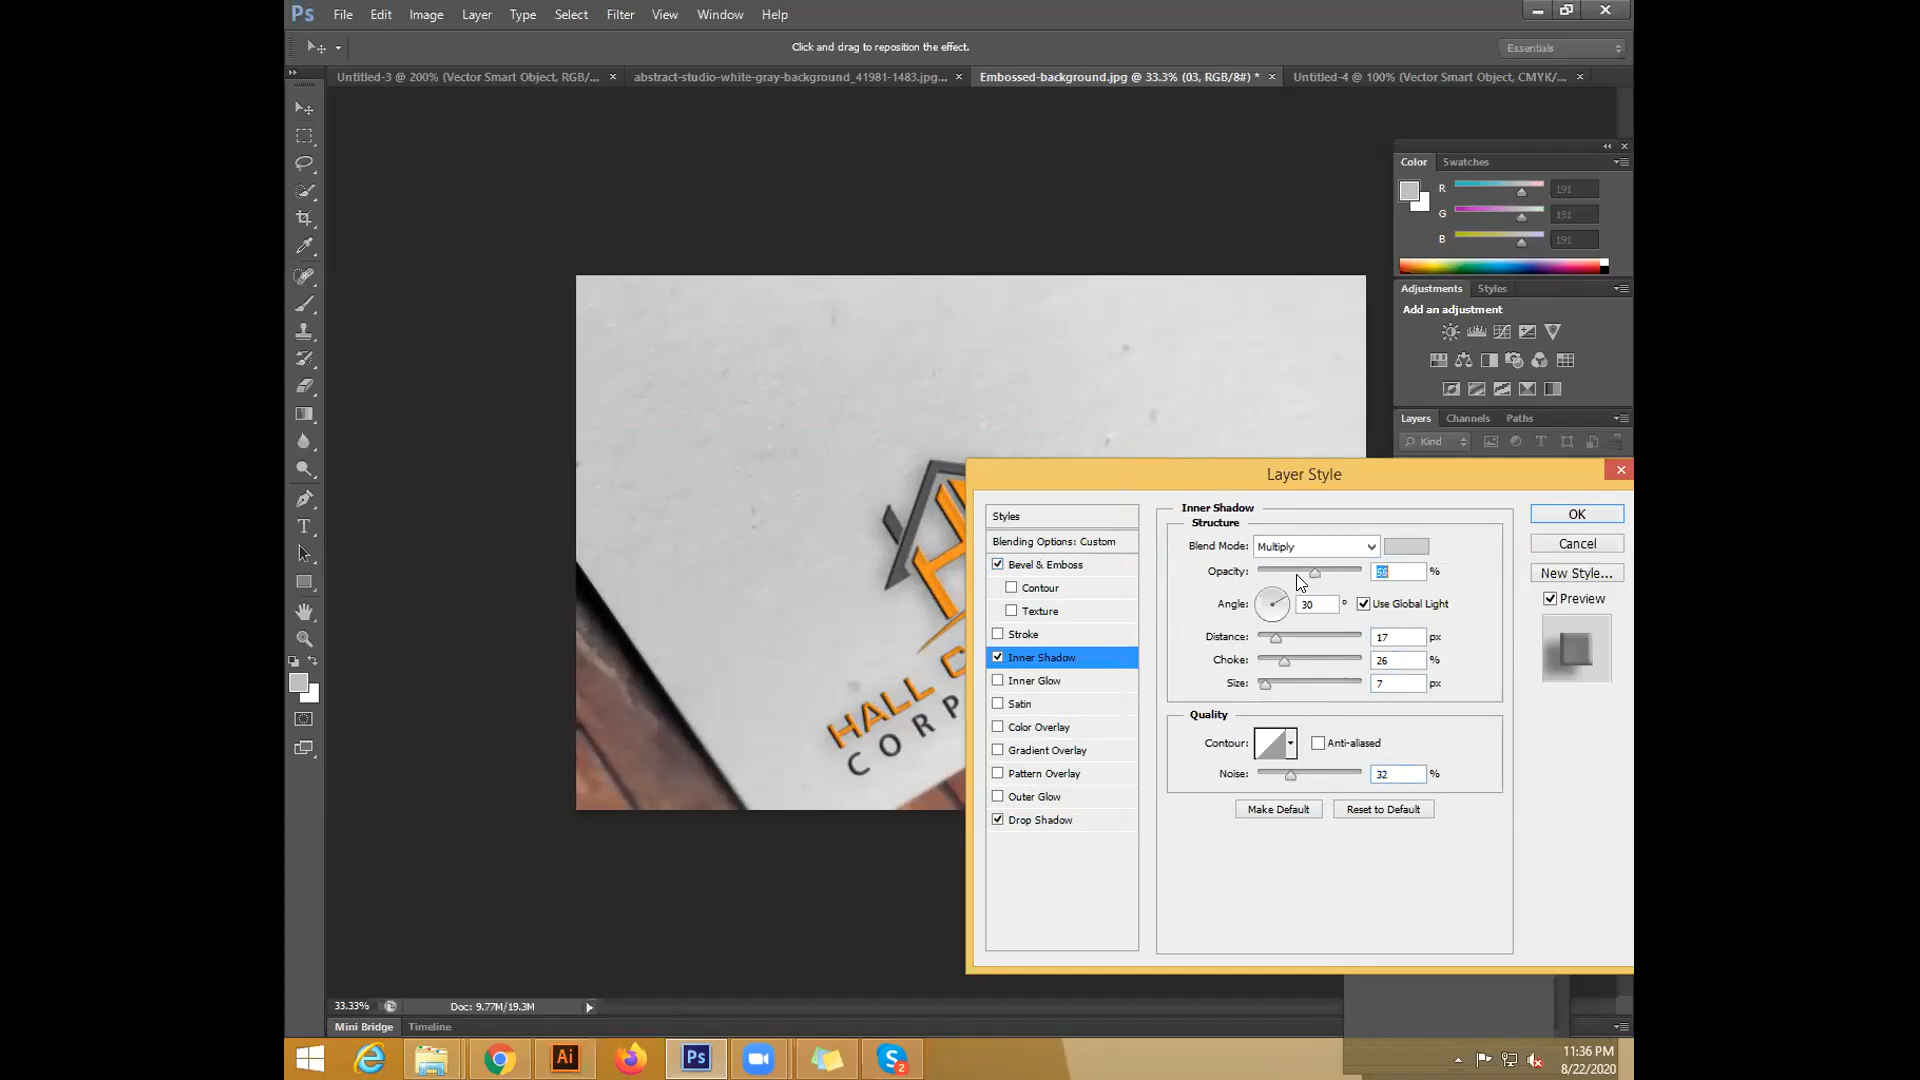 Ps File Edit Image Layer Type Select Filter View Window Help
Click and drag to reposition the effect.
Essentials
Untitled-3 @ 200% (Vector Smart Object, RGB/... ×
abstract-studio-white-gray-background_41981-1483.jpg... ×
Embossed-background.jpg @ 33.3% (03, RGB/8#) * ×
Untitled-4 @ 100% (Vector Smart Object, CMYK/... ×
Color Swatches
R 191
G 191
B 191
Adjustments Styles
Add an adjustment
Layers Channels Paths
Kind
HALL C
CORP
Layer Style
Styles
Blending Options: Custom
Bevel & Emboss
Contour
Texture
Stroke
Inner Shadow
Inner Glow
Satin
Color Overlay
Gradient Overlay
Pattern Overlay
Outer Glow
Drop Shadow
Inner Shadow
Structure
Blend Mode: Multiply
Opacity: %
Angle: 30 ° Use Global Light
Distance: 17 px
Choke: 26 %
Size: 7 px
Quality
Contour: Anti-aliased
Noise: 32 %
Make Default Reset to Default
OK
Cancel
New Style...
Preview
33.33% Doc: 9.77M/19.3M
Mini Bridge Timeline
Ai Ps 2
11:36 PM
8/22/2020